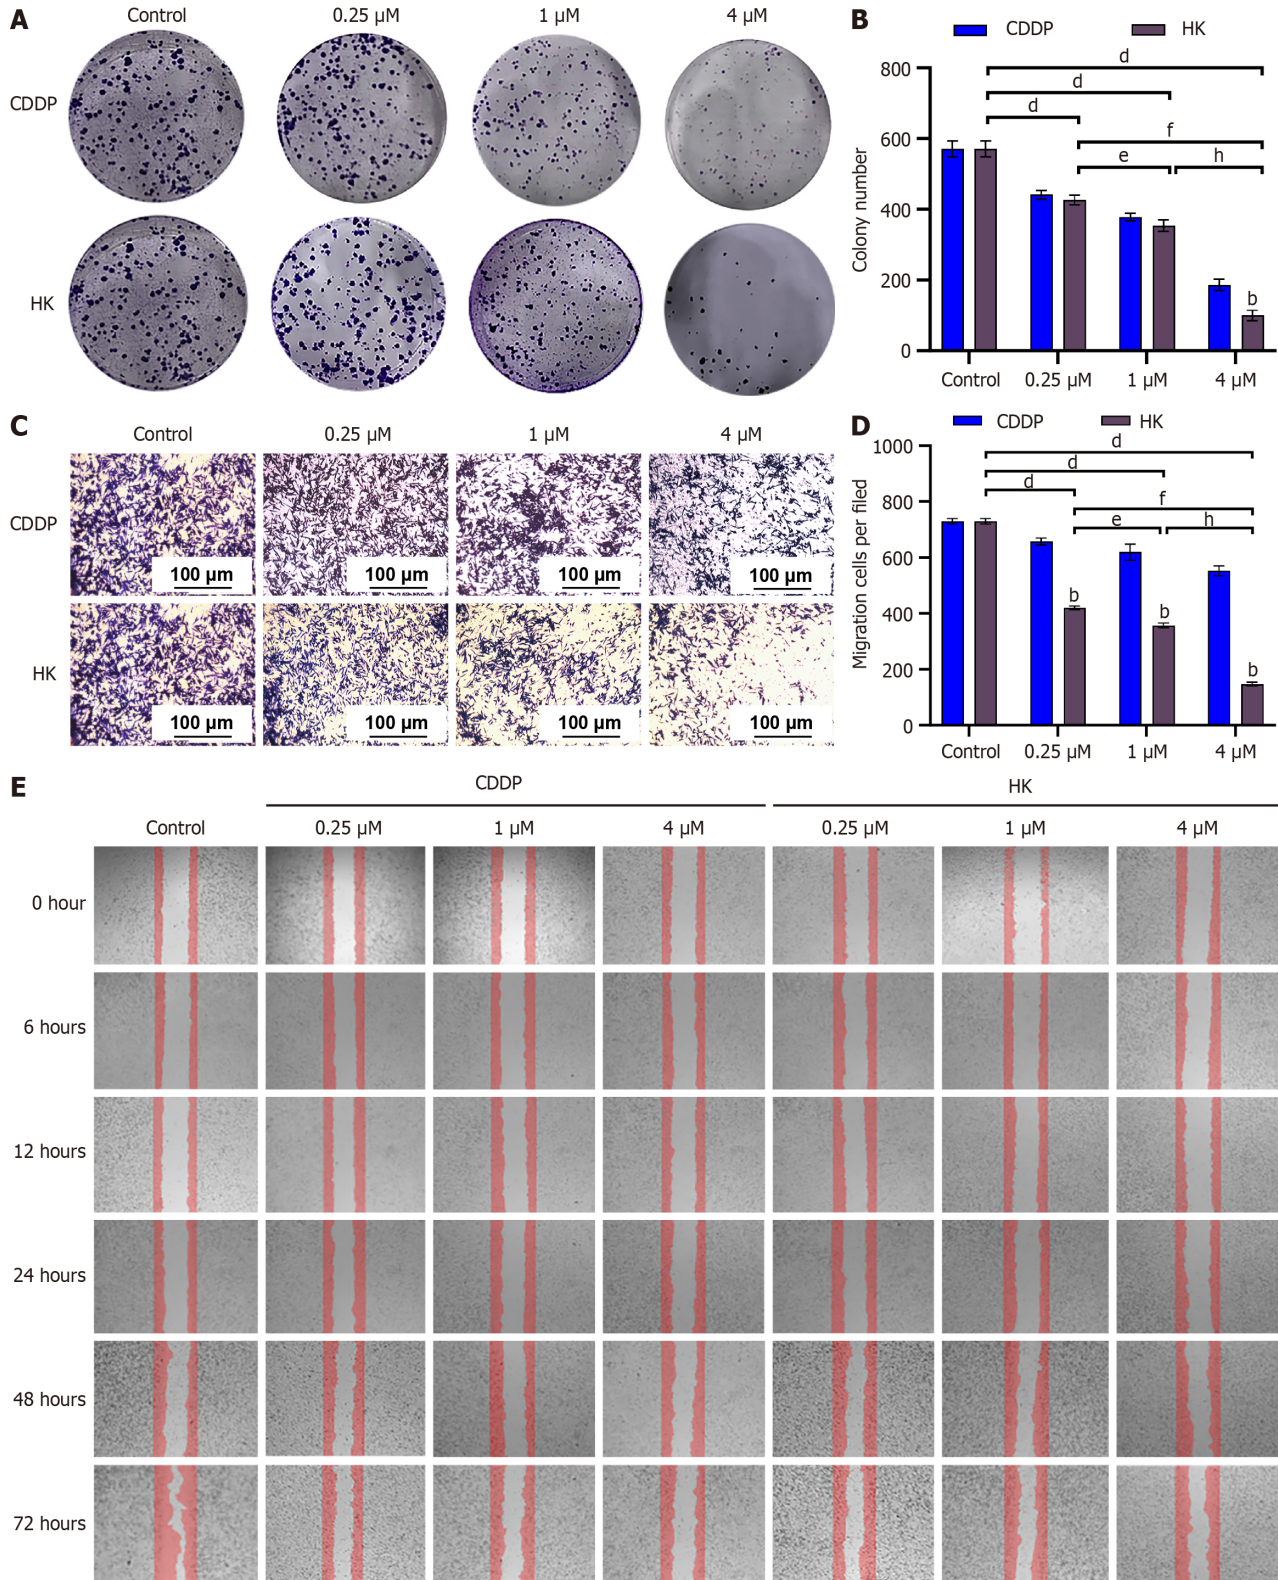 A
Control
0.25 µM
1 µM
4 µM
CDDP
HK
B
CDDP
HK
Colony number
800
600
400
200
0
d
d
d
f
e
h
b
Control
0.25 µM
1 µM
4 µM
C
Control
0.25 µM
1 µM
4 µM
CDDP
100 µm
100 µm
100 µm
100 µm
HK
100 µm
100 µm
100 µm
100 µm
D
CDDP
HK
Migration cells per filed
1000
800
600
400
200
0
d
d
d
f
e
h
b
b
b
Control
0.25 µM
1 µM
4 µM
E
CDDP
HK
Control
0.25 µM
1 µM
4 µM
0.25 µM
1 µM
4 µM
0 hour
6 hours
12 hours
24 hours
48 hours
72 hours